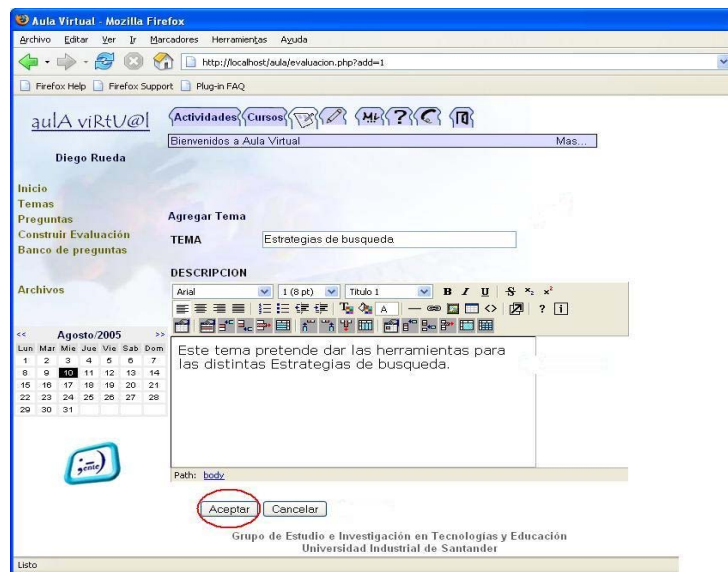 Aula Virtual - Mozilla Firefox
Archivo Editar Ver Ir Marcadores Herramientas Ayuda
http://localhost/aula/evaluacion.php?add=1
Firefox Help Firefox Support Plug-in FAQ
aulA viRtU@l
Actividades Cursos Mi ?
Bienvenidos a Aula Virtual Mas...
Diego Rueda
Inicio
Temas
Preguntas
Construir Evaluación
Banco de preguntas
Archivos
Agregar Tema
TEMA Estrategias de busqueda
DESCRIPCION
Arial 1 (8 pt) Titulo 1 B I U S x₂ x²
A <> ? i
Este tema pretende dar las herramientas para
las distintas Estrategias de busqueda.
Path: body
<< Agosto/2005 >>
Lun Mar Mie Jue Vie Sab Dom
1 2 3 4 5 6 7
8 9 10 11 12 13 14
15 16 17 18 19 20 21
22 23 24 25 26 27 28
29 30 31
gente
Aceptar Cancelar
Grupo de Estudio e Investigación en Tecnologías y Educación
Universidad Industrial de Santander
Listo